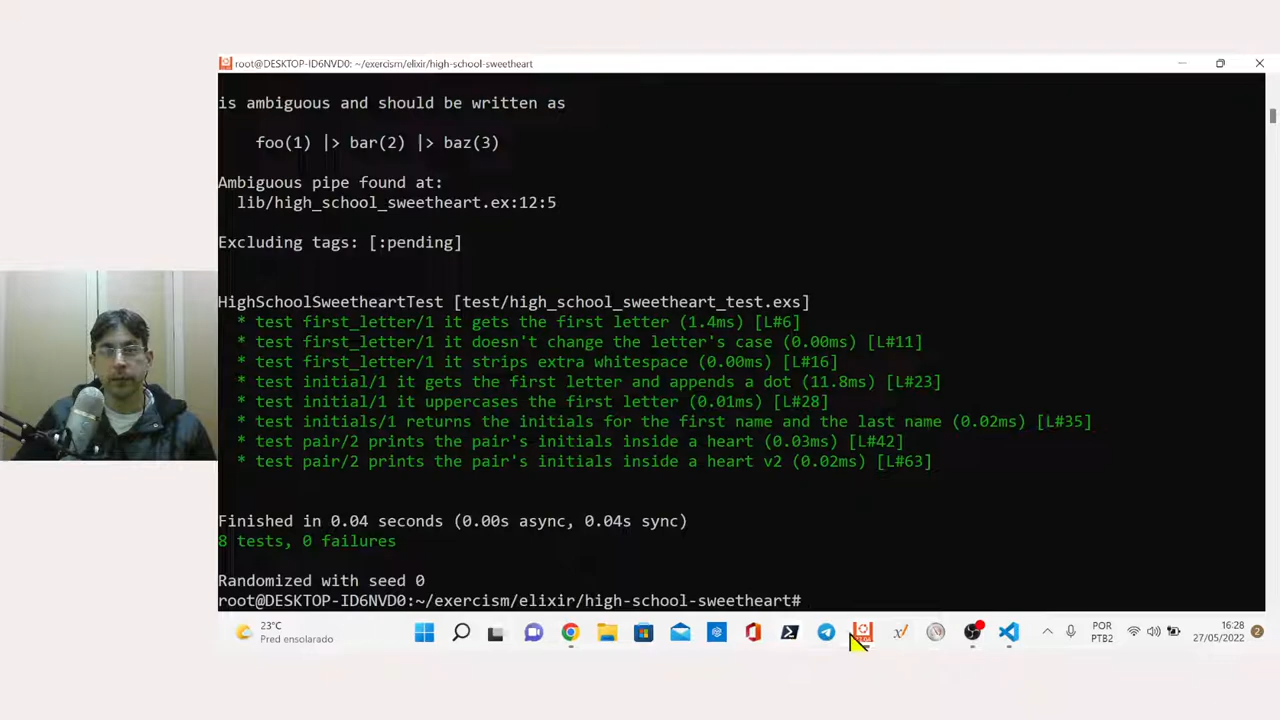 root@DESKTOP-ID6NVD0: ~/exercism/elixir/high-school-sweetheart
is ambiguous and should be written as
foo(1) |> bar(2) |> baz(3)
Ambiguous pipe found at:
lib/high_school_sweetheart.ex:12:5
Excluding tags: [:pending]
HighSchoolSweetheartTest [test/high_school_sweetheart_test.exs]
* test first_letter/1 it gets the first letter (1.4ms) [L#6]
* test first_letter/1 it doesn't change the letter's case (0.00ms) [L#11]
* test first_letter/1 it strips extra whitespace (0.00ms) [L#16]
* test initial/1 it gets the first letter and appends a dot (11.8ms) [L#23]
* test initial/1 it uppercases the first letter (0.01ms) [L#28]
* test initials/1 returns the initials for the first name and the last name (0.02ms) [L#35]
* test pair/2 prints the pair's initials inside a heart (0.03ms) [L#42]
* test pair/2 prints the pair's initials inside a heart v2 (0.02ms) [L#63]
Finished in 0.04 seconds (0.00s async, 0.04s sync)
8 tests, 0 failures
Randomized with seed 0
root@DESKTOP-ID6NVD0:~/exercism/elixir/high-school-sweetheart#
23°C
Pred ensolarado
POR
PTB2
16:28
27/05/2022
2